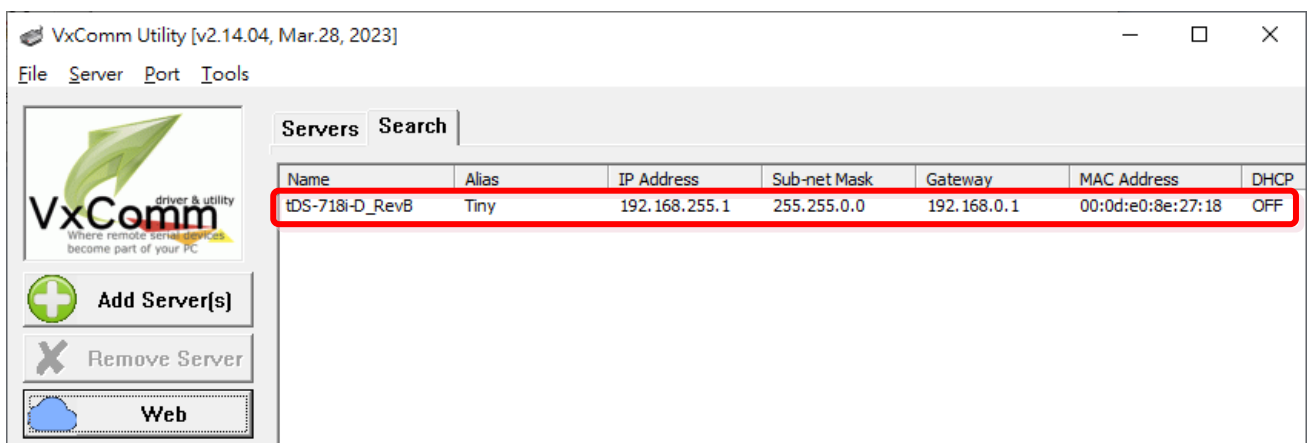 VxComm Utility [v2.14.04, Mar.28, 2023]
File Server Port Tools
Servers Search
Name Alias IP Address Sub-net Mask Gateway MAC Address DHCP
tDS-718i-D_RevB Tiny 192.168.255.1 255.255.0.0 192.168.0.1 00:0d:e0:8e:27:18 OFF
driver & utility
VxComm
Where remote serial devices
become part of your PC
Add Server(s)
Remove Server
Web